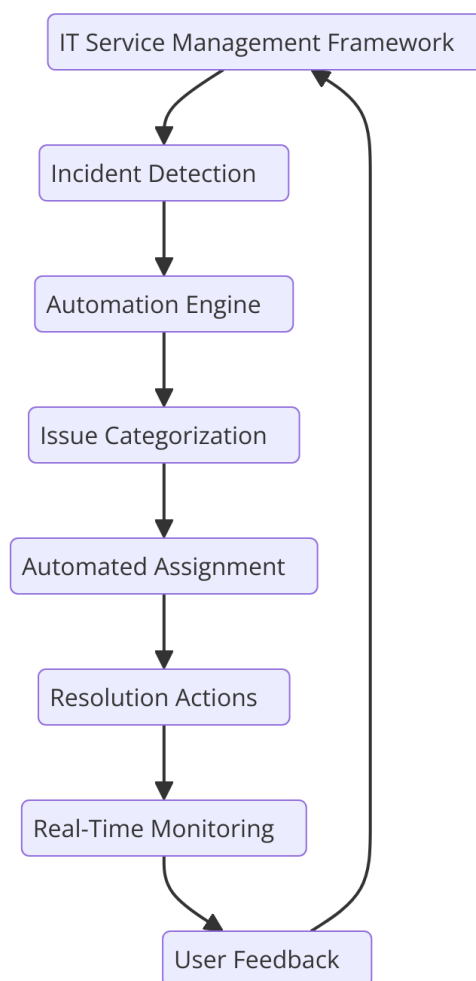 IT Service Management Framework
Incident Detection
Automation Engine
Issue Categorization
Automated Assignment
Resolution Actions
Real-Time Monitoring
User Feedback